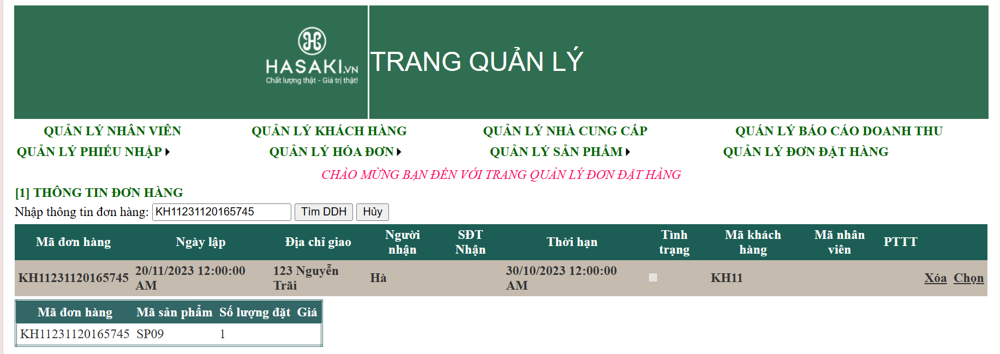 HASAKI.VN
Chất lượng thật - Giá trị thật!
TRANG QUẢN LÝ
QUẢN LÝ NHÂN VIÊN QUẢN LÝ KHÁCH HÀNG QUẢN LÝ NHÀ CUNG CẤP QUÁN LÝ BÁO CÁO DOANH THU
QUẢN LÝ PHIẾU NHẬP QUẢN LÝ HÓA ĐƠN QUẢN LÝ SẢN PHẨM QUẢN LÝ ĐƠN ĐẶT HÀNG
CHÀO MỪNG BẠN ĐẾN VỚI TRANG QUẢN LÝ ĐƠN ĐẶT HÀNG
[1] THÔNG TIN ĐƠN HÀNG
Nhập thông tin đơn hàng: KH11231120165745 Tìm DDH Hủy
Mã đơn hàng Ngày lập Địa chỉ giao Người nhận SĐT Nhận Thời hạn Tình trạng Mã khách hàng Mã nhân viên PTTT
KH11231120165745 20/11/2023 12:00:00 AM 123 Nguyễn Trãi Hà 30/10/2023 12:00:00 AM KH11 Xóa Chọn
Mã đơn hàng Mã sản phẩm Số lượng đặt Giá
KH11231120165745 SP09 1